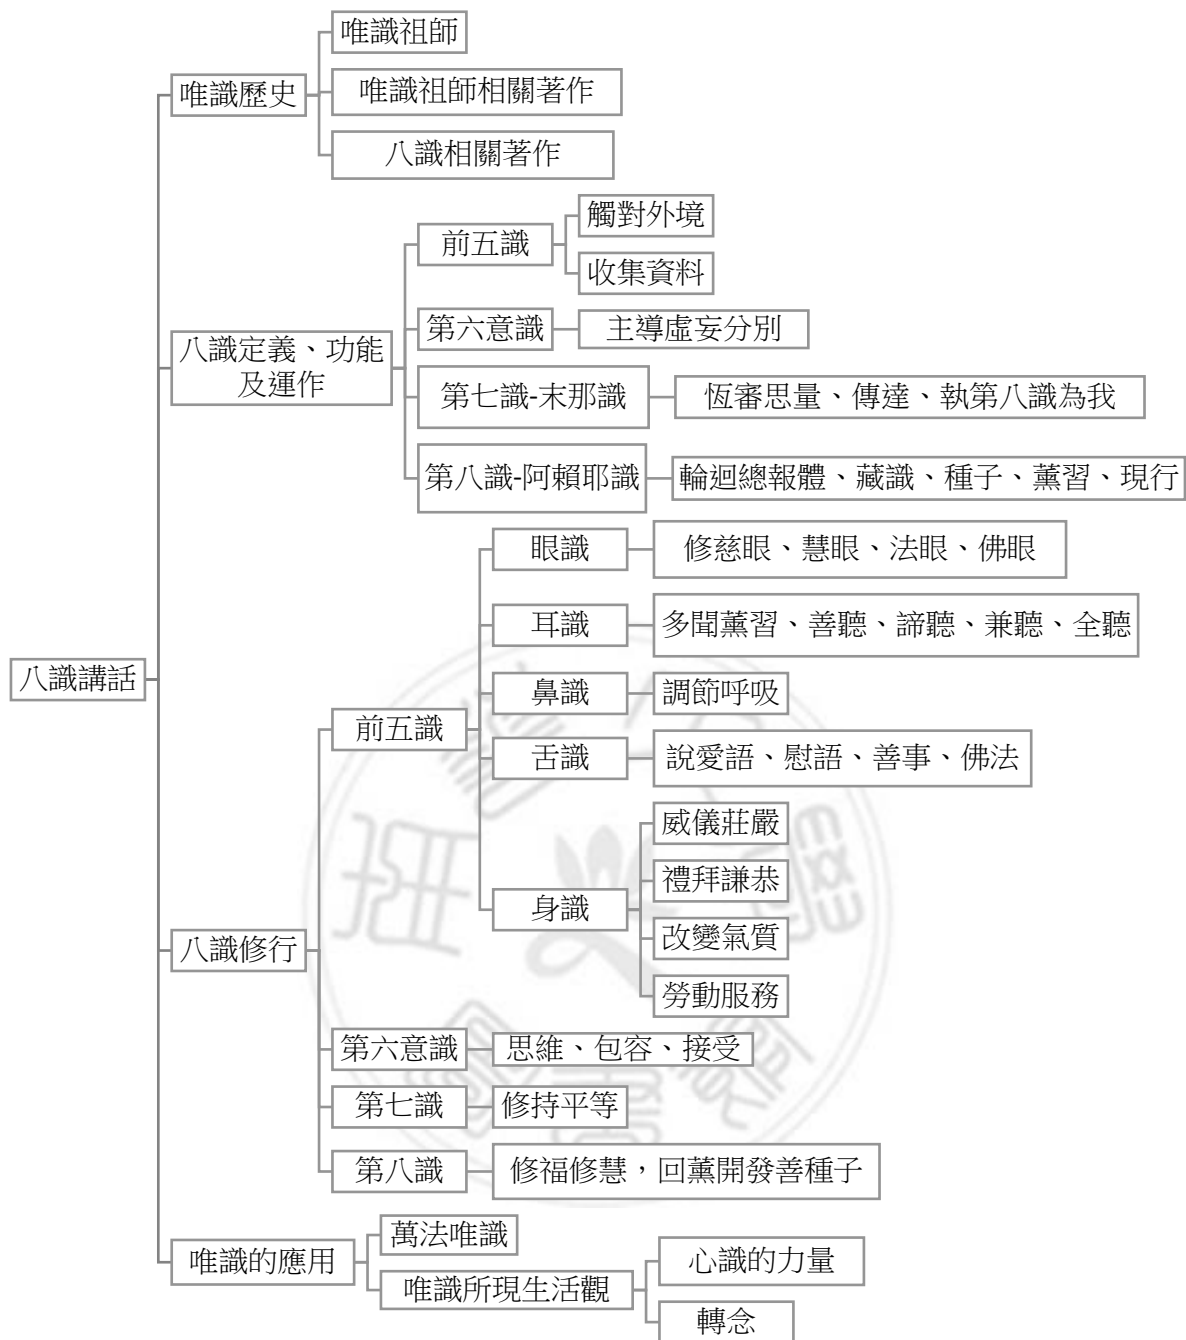 八識講話
唯識歷史
唯識祖師
唯識祖師相關著作
八識相關著作
八識定義、功能
及運作
前五識
觸對外境
收集資料
第六意識
主導虛妄分別
第七識-末那識
恆審思量、傳達、執第八識為我
第八識-阿賴耶識
輪迴總報體、藏識、種子、薰習、現行
八識修行
前五識
眼識
修慈眼、慧眼、法眼、佛眼
耳識
多聞薰習、善聽、諦聽、兼聽、全聽
鼻識
調節呼吸
舌識
說愛語、慰語、善事、佛法
身識
威儀莊嚴
禮拜謙恭
改變氣質
勞動服務
第六意識
思維、包容、接受
第七識
修持平等
第八識
修福修慧，回薰開發善種子
唯識的應用
萬法唯識
唯識所現生活觀
心識的力量
轉念